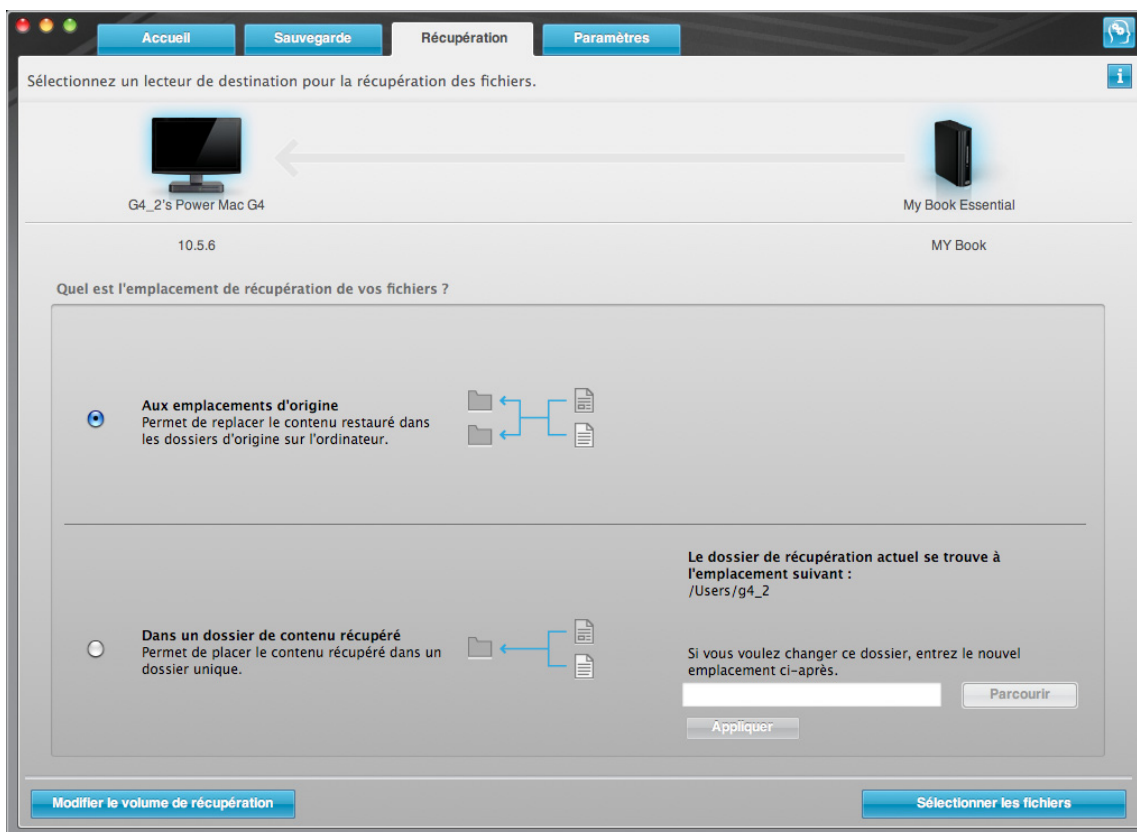 Accueil
Sauvegarde
Récupération
Paramètres
Sélectionnez un lecteur de destination pour la récupération des fichiers.
i
G4_2's Power Mac G4
My Book Essential
10.5.6
MY Book
Quel est l'emplacement de récupération de vos fichiers ?
Aux emplacements d'origine
Permet de replacer le contenu restauré dans
les dossiers d'origine sur l'ordinateur.
Le dossier de récupération actuel se trouve à
l'emplacement suivant :
/Users/g4_2
Dans un dossier de contenu récupéré
Permet de placer le contenu récupéré dans un
dossier unique.
Si vous voulez changer ce dossier, entrez le nouvel
emplacement ci-après.
Parcourir
Appliquer
Modifier le volume de récupération
Sélectionner les fichiers